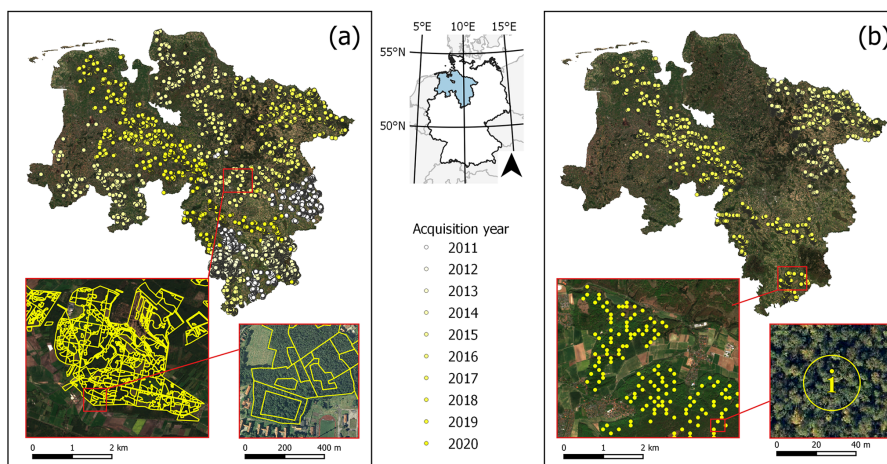 (a)
0 1 2 km
0 200 400 m
5°E 10°E 15°E
55°N
50°N
Acquisition year
2011
2012
2013
2014
2015
2016
2017
2018
2019
2020
(b)
i
0 1 2 km
0 20 40 m